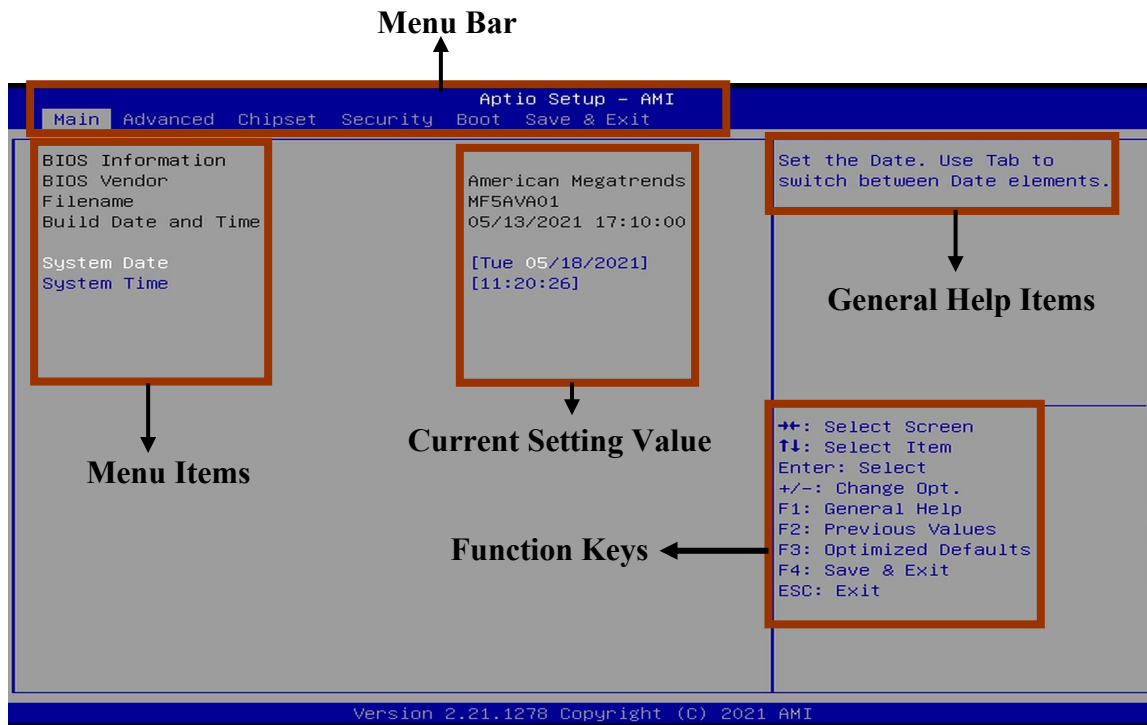 Menu Bar
Aptio Setup – AMI
Main Advanced Chipset Security Boot Save & Exit
BIOS Information
BIOS Vendor American Megatrends
Filename MF5AVA01
Build Date and Time 05/13/2021 17:10:00
System Date [Tue 05/18/2021]
System Time [11:20:26]
Set the Date. Use Tab to
switch between Date elements.
General Help Items
Menu Items
Current Setting Value
Function Keys
→←: Select Screen
↑↓: Select Item
Enter: Select
+/-: Change Opt.
F1: General Help
F2: Previous Values
F3: Optimized Defaults
F4: Save & Exit
ESC: Exit
Version 2.21.1278 Copyright (C) 2021 AMI